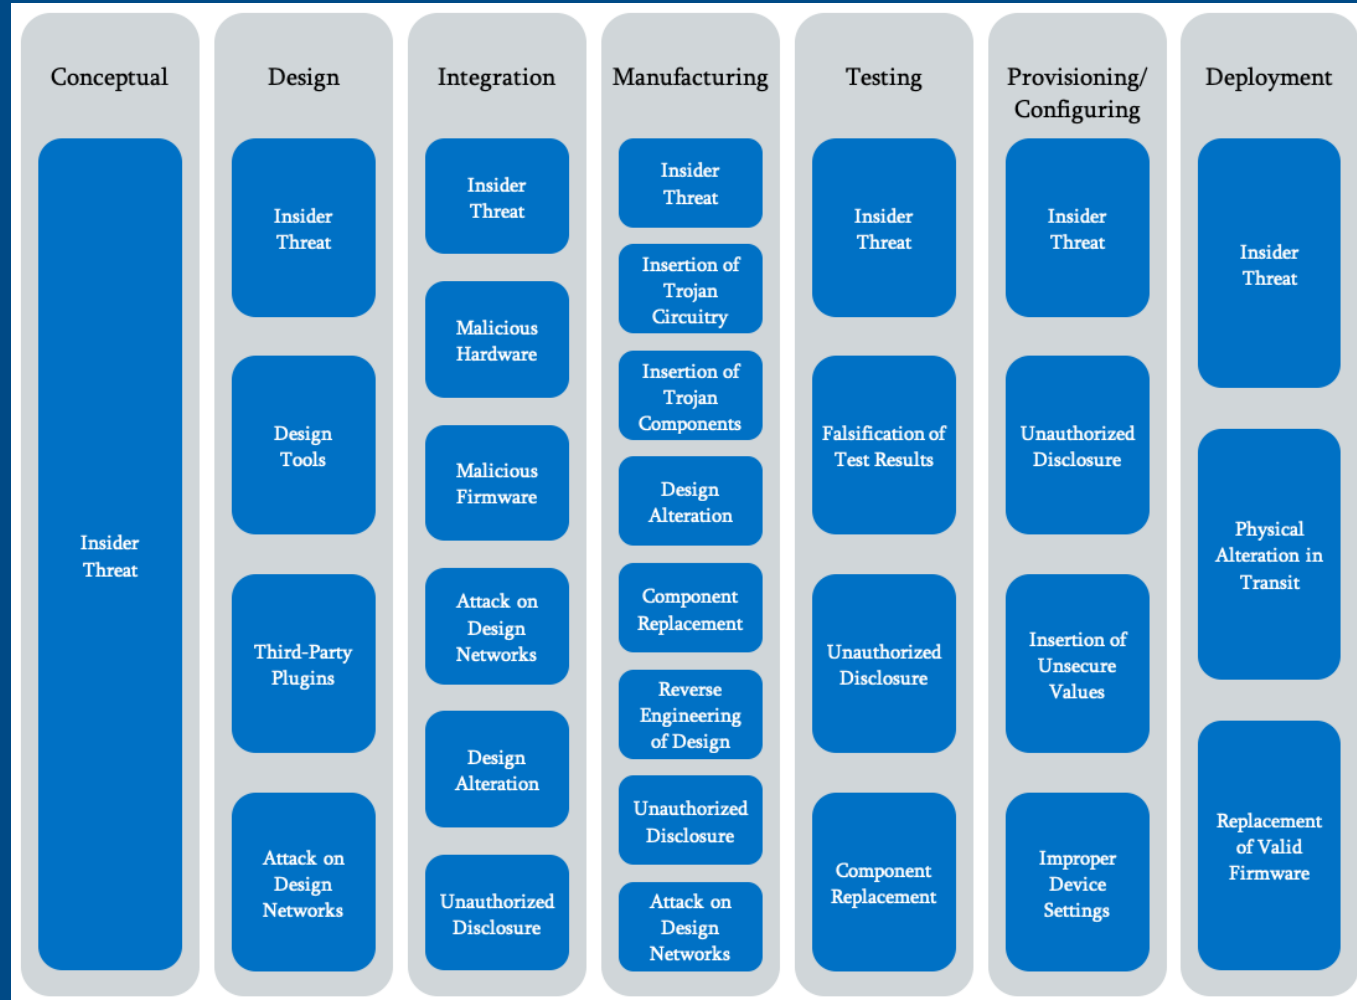 Conceptual
Insider
Threat
Design
Insider
Threat
Design
Tools
Third-Party
Plugins
Attack on
Design
Networks
Integration
Insider
Threat
Malicious
Hardware
Malicious
Firmware
Attack on
Design
Networks
Design
Alteration
Unauthorized
Disclosure
Manufacturing
Insider
Threat
Insertion of
Trojan
Circuitry
Insertion of
Trojan
Components
Design
Alteration
Component
Replacement
Reverse
Engineering
of Design
Unauthorized
Disclosure
Attack on
Design
Networks
Testing
Insider
Threat
Falsification of
Test Results
Unauthorized
Disclosure
Component
Replacement
Provisioning/
Configuring
Insider
Threat
Unauthorized
Disclosure
Insertion of
Unsecure
Values
Improper
Device
Settings
Deployment
Insider
Threat
Physical
Alteration in
Transit
Replacement
of Valid
Firmware